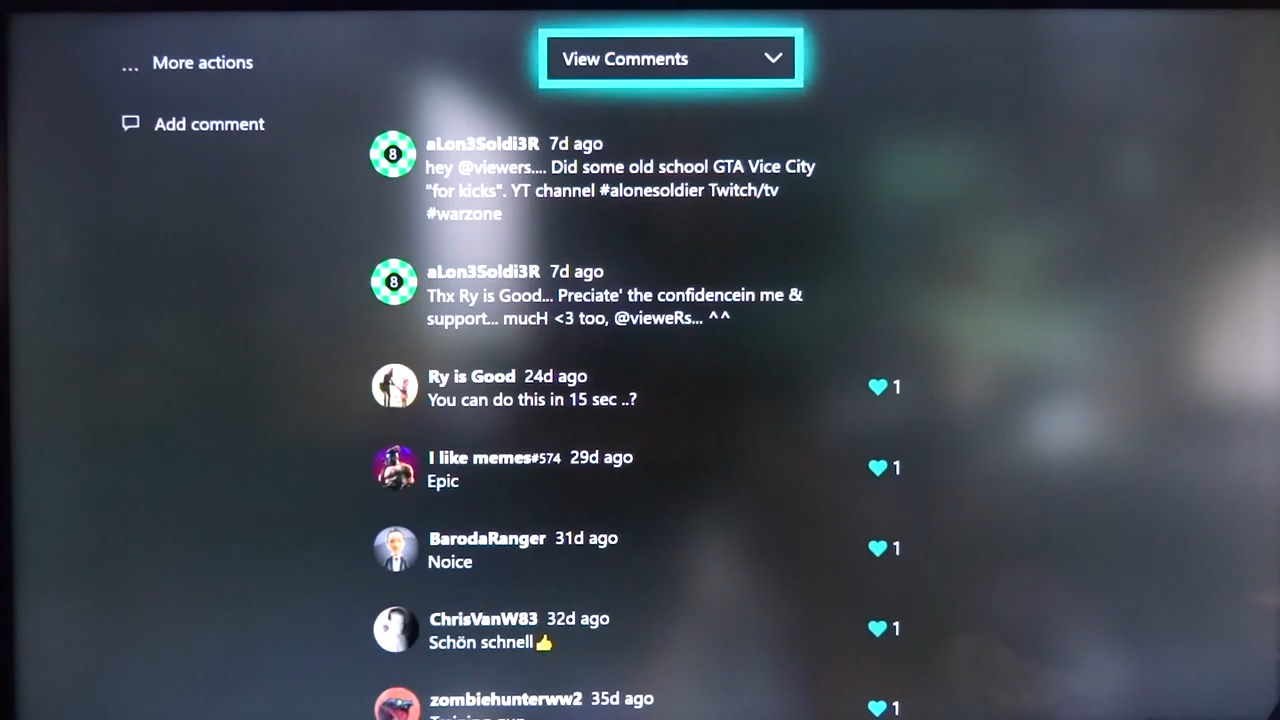 ... More actions
View Comments
Add comment
8
aLon3Soldi3R 7d ago
hey @viewers.... Did some old school GTA Vice City
"for kicks". YT channel #alonesoldier Twitch/tv
#warzone
8
aLon3Soldi3R 7d ago
Thx Ry is Good... Preciate' the confidencein me &
support... mucH <3 too, @vieweRs... ^^
Ry is Good 24d ago
You can do this in 15 sec ..?
1
I like memes#574 29d ago
Epic
1
BarodaRanger 31d ago
Noice
1
ChrisVanW83 32d ago
Schön schnell👍
1
zombiehunterww2 35d ago
1